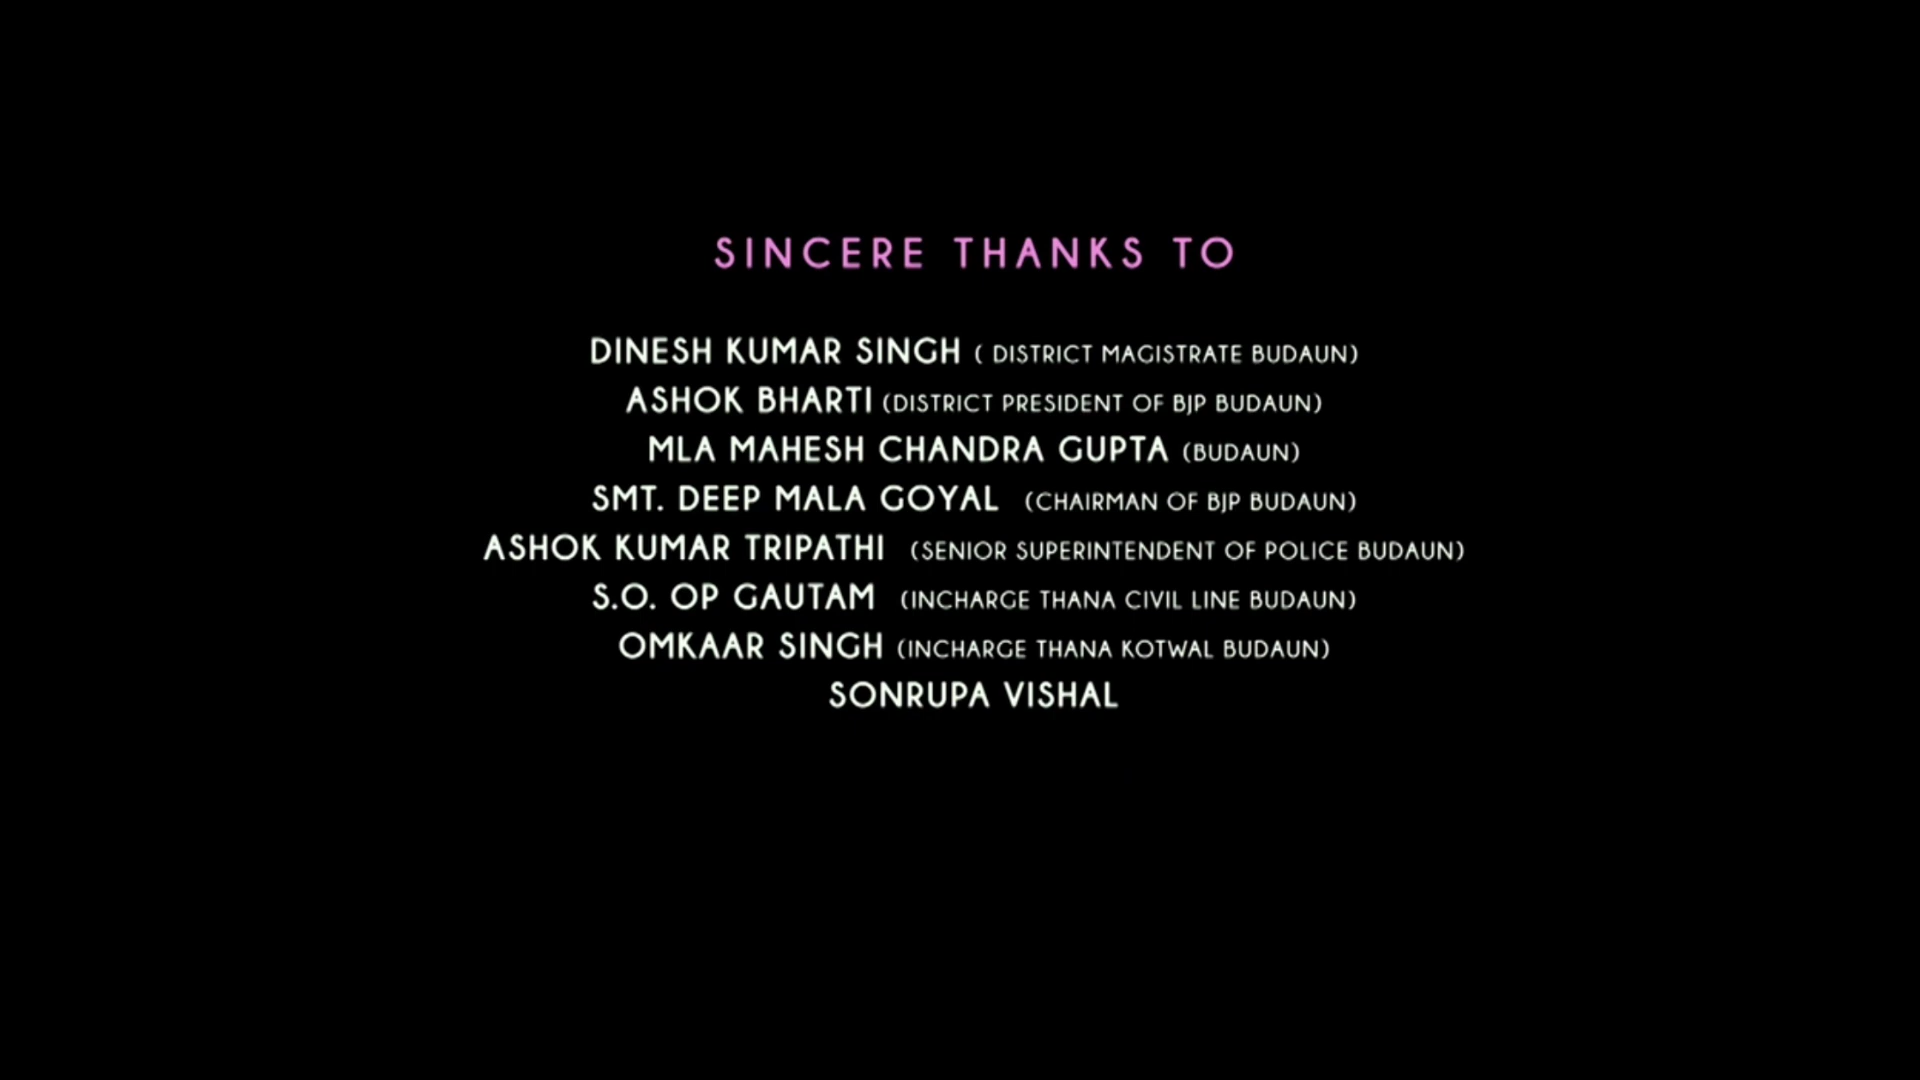 SINCERE THANKS TO
DINESH KUMAR SINGH ( DISTRICT MAGISTRATE BUDAUN)
ASHOK BHARTI (DISTRICT PRESIDENT OF BJP BUDAUN)
MLA MAHESH CHANDRA GUPTA (BUDAUN)
SMT. DEEP MALA GOYAL (CHAIRMAN OF BJP BUDAUN)
ASHOK KUMAR TRIPATHI (SENIOR SUPERINTENDENT OF POLICE BUDAUN)
S.O. OP GAUTAM (INCHARGE THANA CIVIL LINE BUDAUN)
OMKAAR SINGH (INCHARGE THANA KOTWAL BUDAUN)
SONRUPA VISHAL